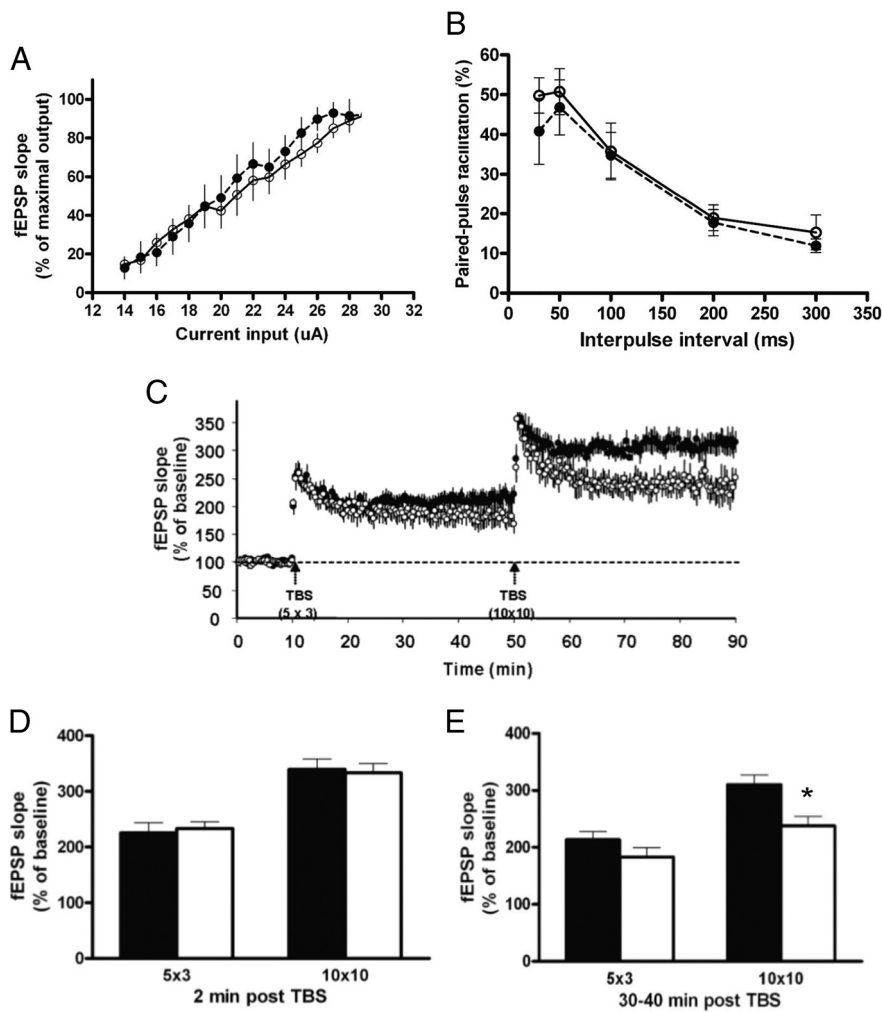 A
fEPSP slope
(% of maximal output)
100
80
60
40
20
0
12 14 16 18 20 22 24 26 28 30 32
Current input (uA)
B
Paired-pulse facilitation (%)
60
50
40
30
20
10
0
0 50 100 150 200 250 300 350
Interpulse interval (ms)
C
fEPSP slope
(% of baseline)
350
300
250
200
150
100
50
0
TBS
(5 x 3)
TBS
(10x10)
0 10 20 30 40 50 60 70 80 90
Time (min)
D
fEPSP slope
(% of baseline)
400
300
200
100
0
5x3 10x10
2 min post TBS
E
fEPSP slope
(% of baseline)
400
300
200
100
0
*
5x3 10x10
30-40 min post TBS